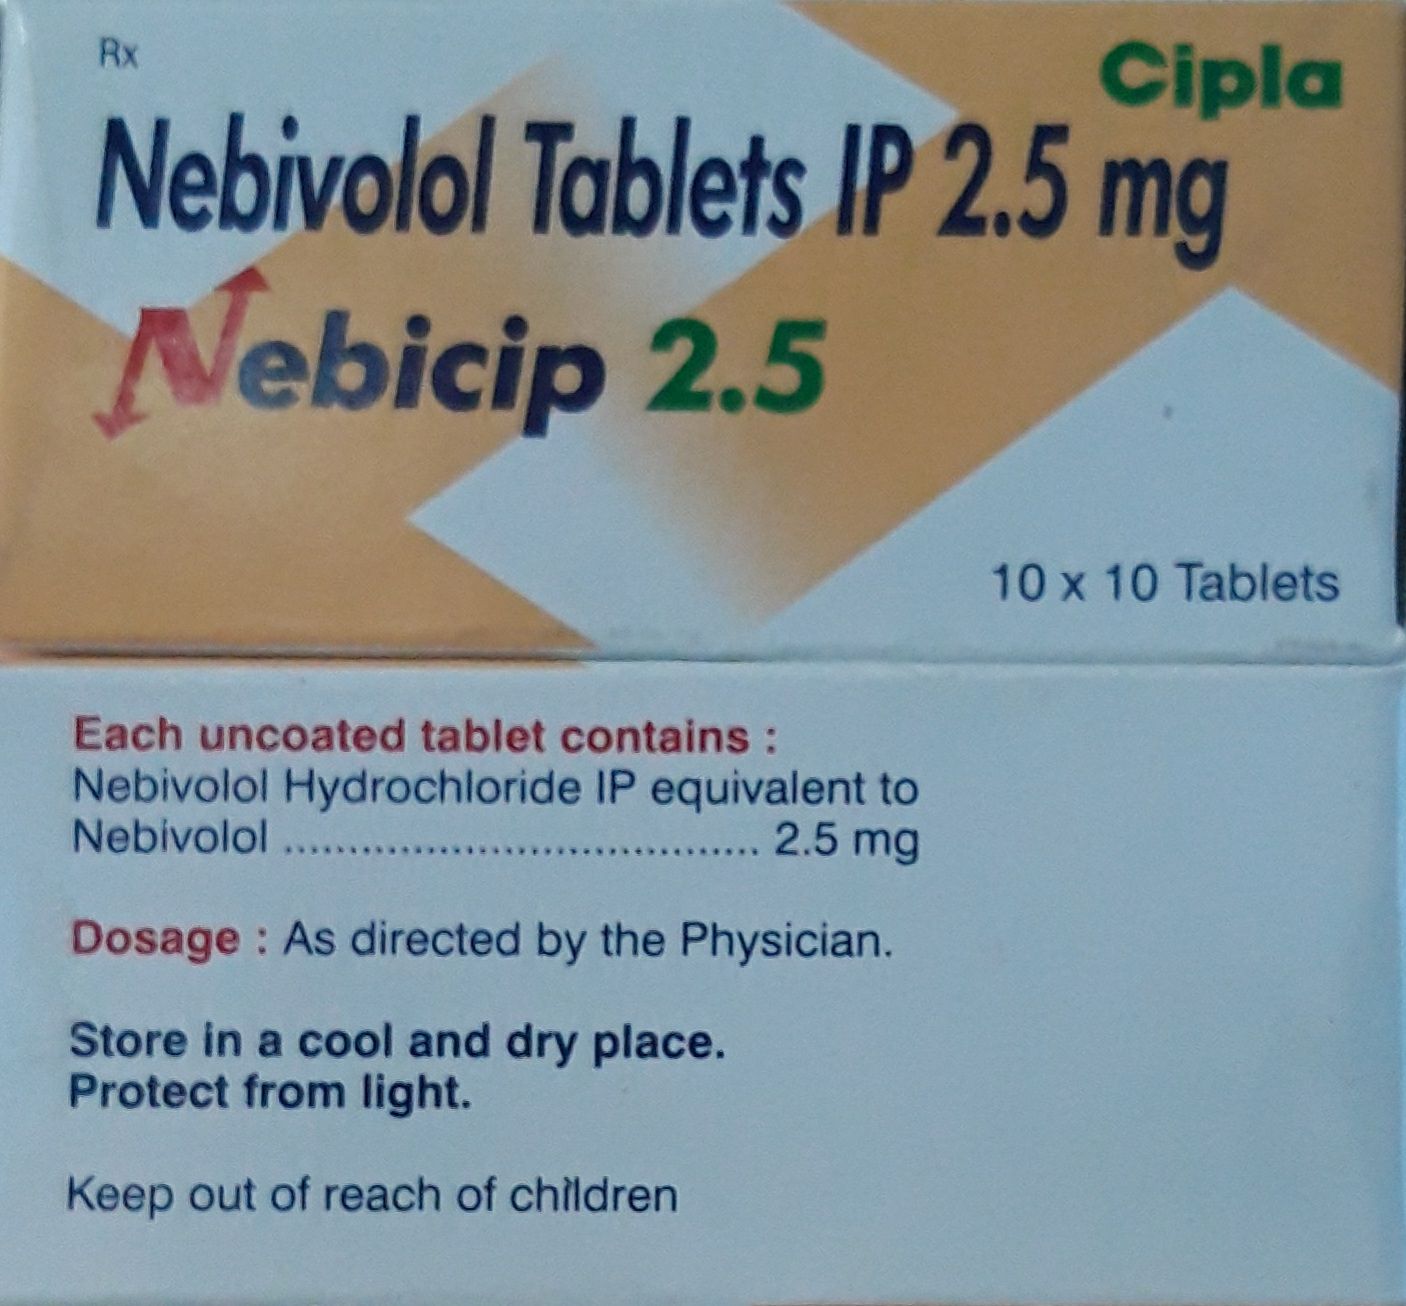 Rx
Cipla
Nebivolol Tablets IP 2.5 mg
Nebicip 2.5
10 x 10 Tablets
Each uncoated tablet contains :
Nebivolol Hydrochloride IP equivalent to
Nebivolol ..................................... 2.5 mg
Dosage : As directed by the Physician.
Store in a cool and dry place.
Protect from light.
Keep out of reach of children